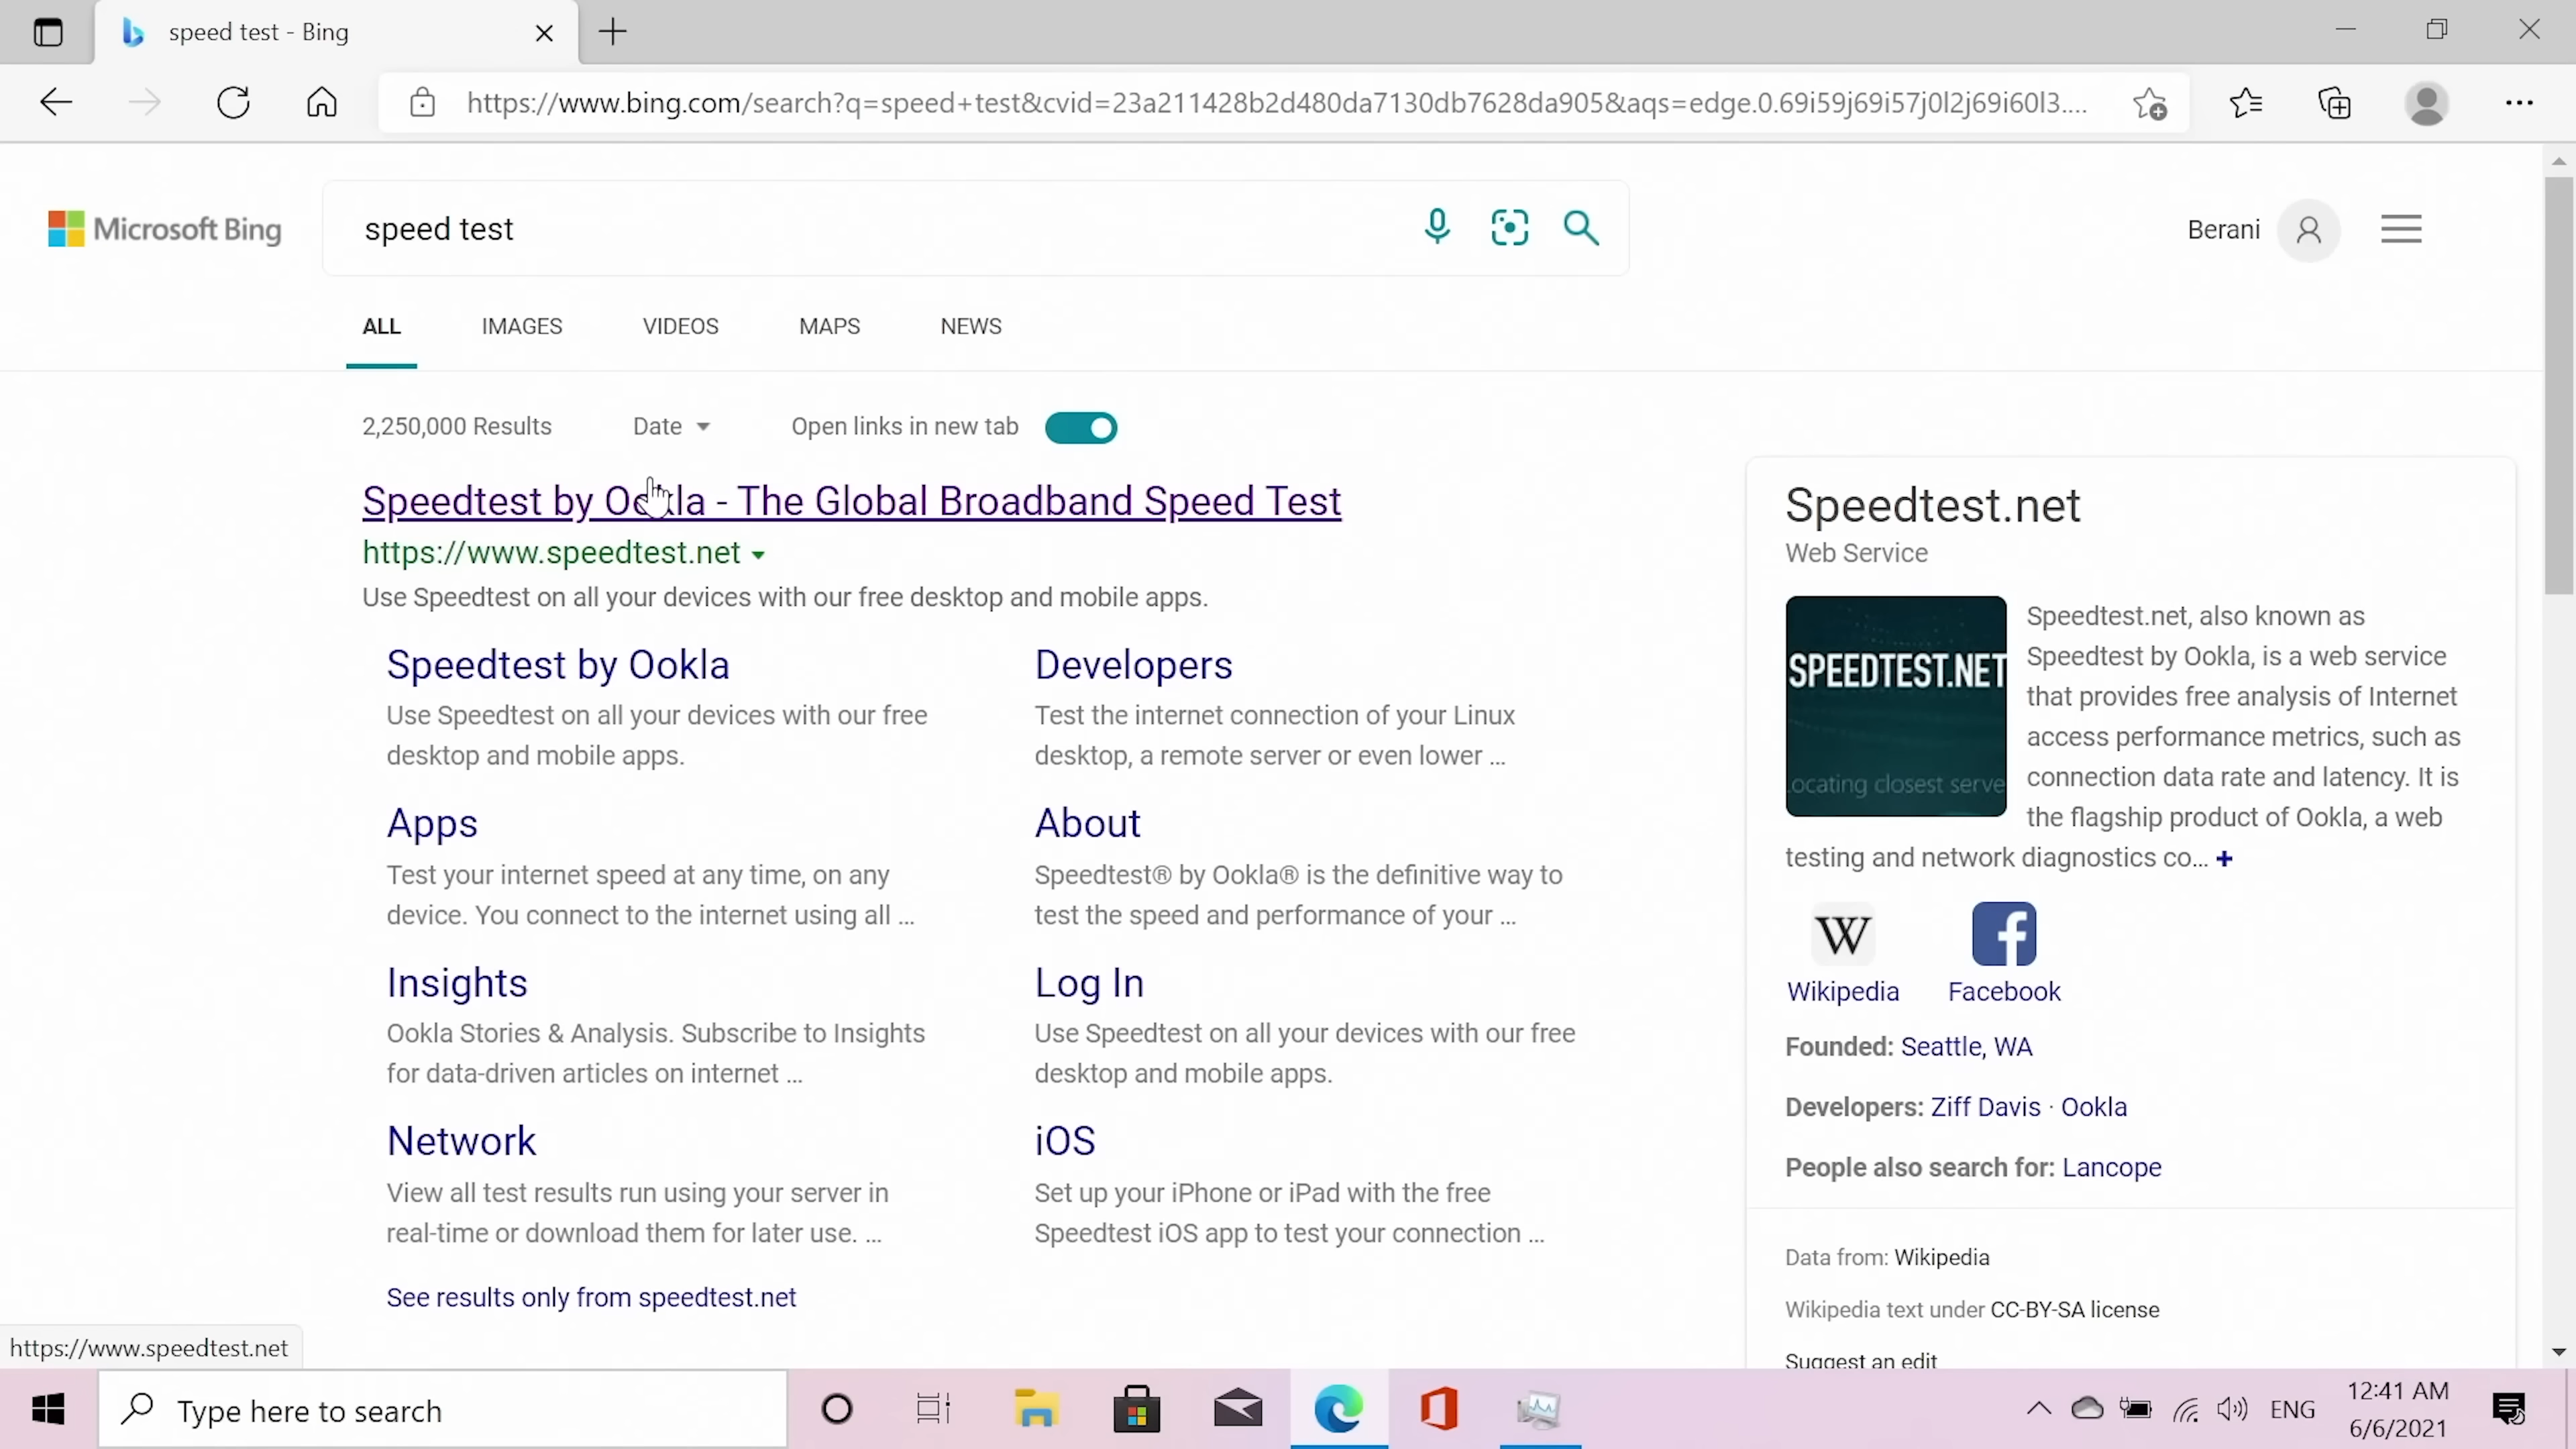 speed test - Bing
https://www.bing.com/search?q=speed+test&cvid=23a211428b2d480da7130db7628da905&aqs=edge.0.69i59j69i57j0l2j69i60l3....
Microsoft Bing
speed test
Berani
ALL
IMAGES
VIDEOS
MAPS
NEWS
2,250,000 Results
Date
Open links in new tab
Speedtest by Ookla - The Global Broadband Speed Test
https://www.speedtest.net
Use Speedtest on all your devices with our free desktop and mobile apps.
Speedtest by Ookla
Use Speedtest on all your devices with our free
desktop and mobile apps.
Developers
Test the internet connection of your Linux
desktop, a remote server or even lower ...
Apps
Test your internet speed at any time, on any
device. You connect to the internet using all ...
About
Speedtest® by Ookla® is the definitive way to
test the speed and performance of your ...
Insights
Ookla Stories & Analysis. Subscribe to Insights
for data-driven articles on internet ...
Log In
Use Speedtest on all your devices with our free
desktop and mobile apps.
Network
View all test results run using your server in
real-time or download them for later use. ...
iOS
Set up your iPhone or iPad with the free
Speedtest iOS app to test your connection ...
See results only from speedtest.net
Speedtest.net
Web Service
SPEEDTEST.NET
ocating closest serve
Speedtest.net, also known as
Speedtest by Ookla, is a web service
that provides free analysis of Internet
access performance metrics, such as
connection data rate and latency. It is
the flagship product of Ookla, a web
testing and network diagnostics co... +
W
f
Wikipedia
Facebook
Founded: Seattle, WA
Developers: Ziff Davis · Ookla
People also search for: Lancope
Data from: Wikipedia
Wikipedia text under CC-BY-SA license
Suggest an edit
https://www.speedtest.net
Type here to search
ENG
12:41 AM
6/6/2021